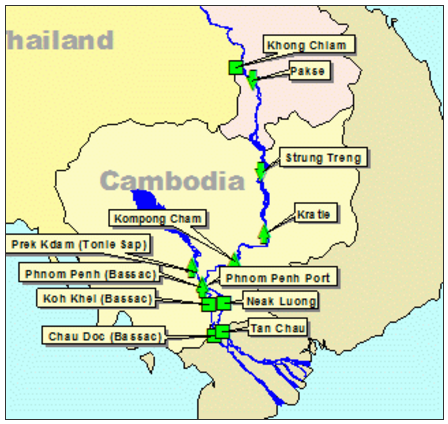 Thailand
Khong Chiam
Pakse
Strung Treng
Cambodia
Kompong Cham
Kratie
Prek Kdam (Tonle Sap)
Phnom Penh (Bassac)
Phnom Penh Port
Koh Khel (Bassac)
Neak Luong
Chau Doc (Bassac)
Tan Chau